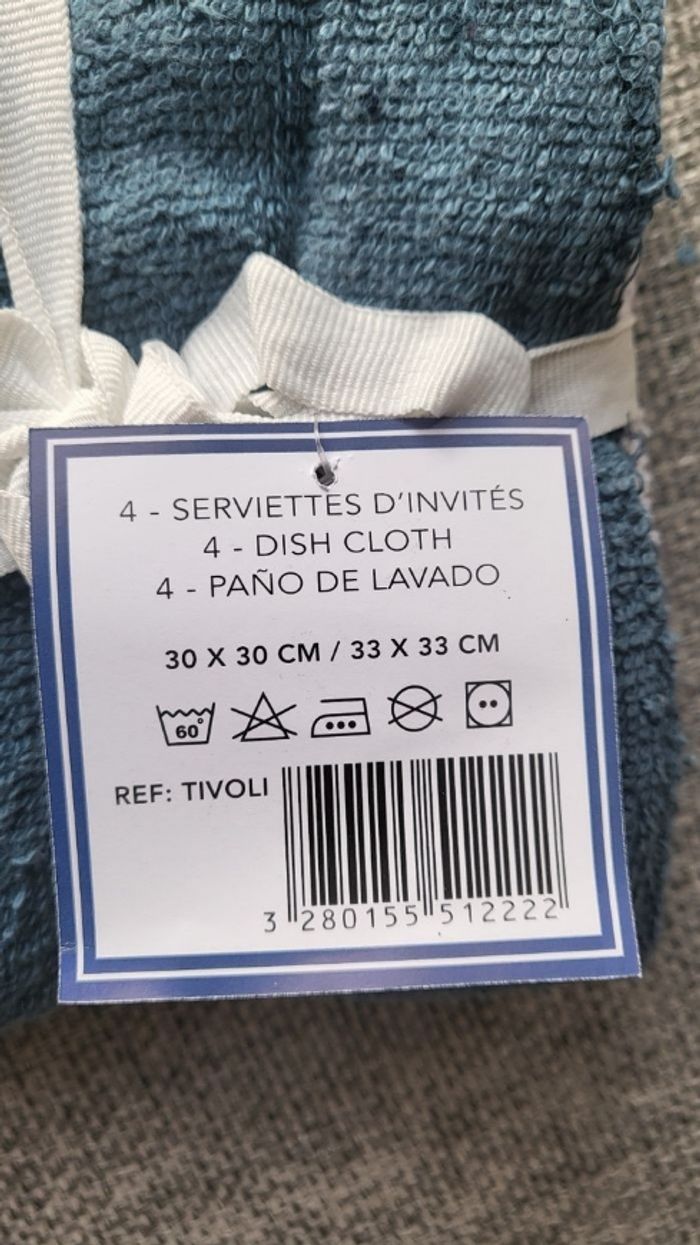 4 - SERVIETTES D'INVITÉS
4 - DISH CLOTH
4 - PAÑO DE LAVADO
30 X 30 CM / 33 X 33 CM
60°
REF: TIVOLI
3 280155 512222